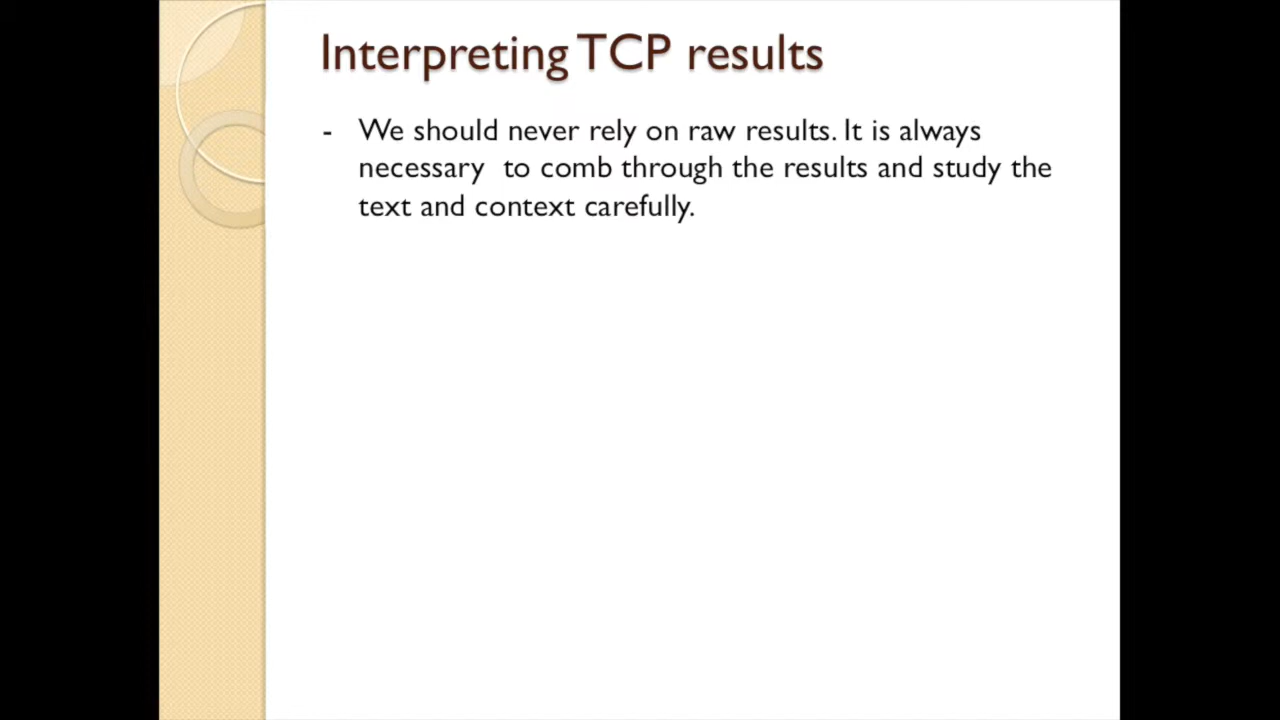 Interpreting TCP results
- We should never rely on raw results. It is always
necessary to comb through the results and study the
text and context carefully.